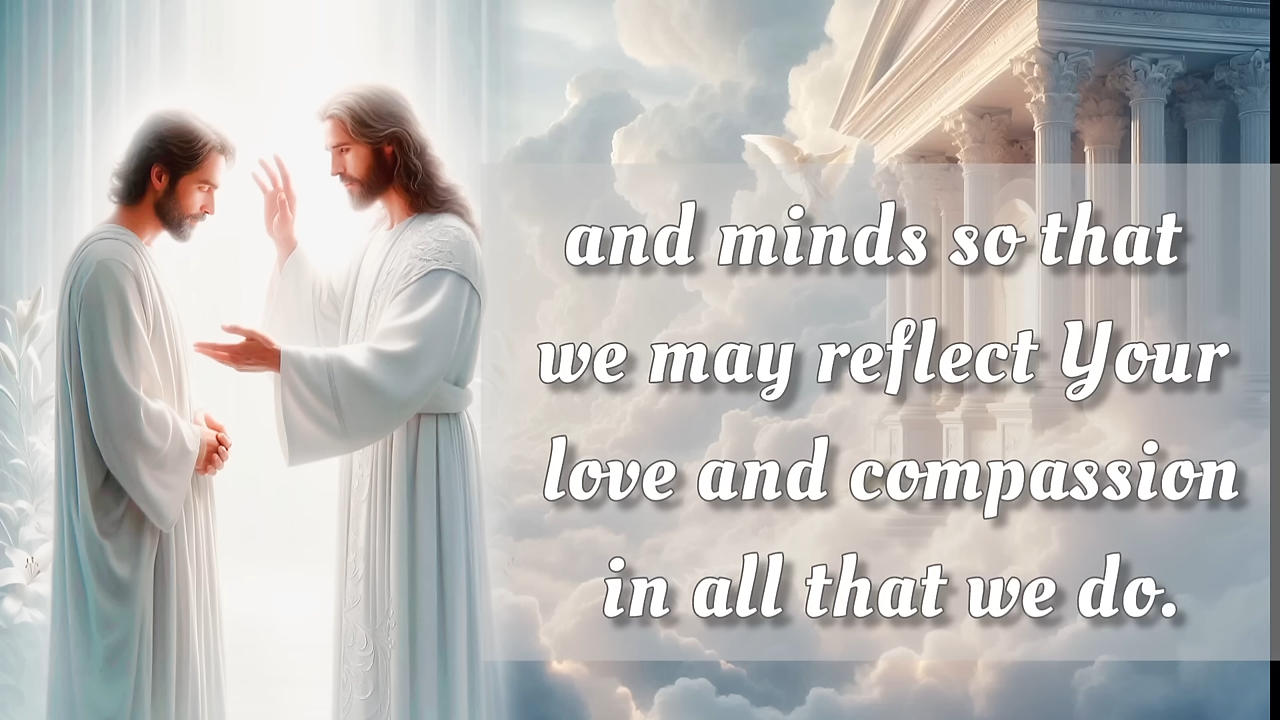 and minds so that
we may reflect Your
love and compassion
in all that we do.